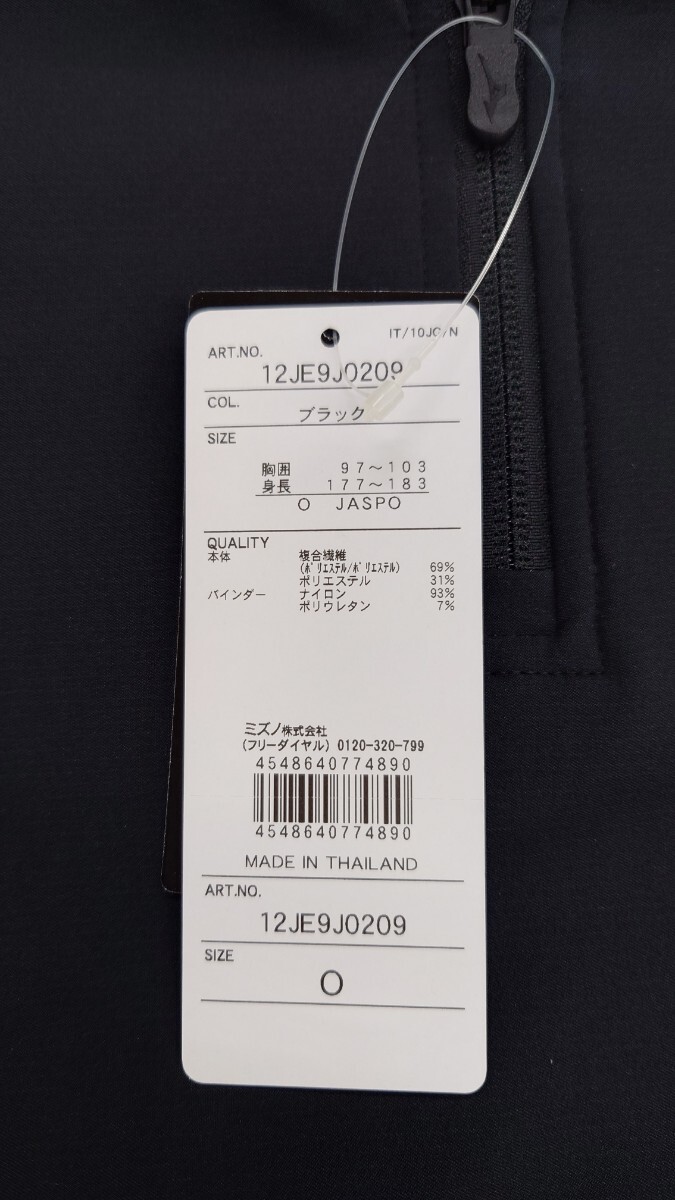 IT/10JO/N
ART.NO.
12JE9J0209
COL.
ブラック
SIZE
胸囲 97～103
身長 177～183
O JASPO
QUALITY
本体 複合繊維
(ﾎﾟﾘｴｽﾃﾙ/ﾎﾟﾘｴｽﾃﾙ) 69%
ポリエステル 31%
バインダー ナイロン 93%
ポリウレタン 7%
ミズノ株式会社
(フリーダイヤル) 0120-320-799
4548640774890
4548640774890
MADE IN THAILAND
ART.NO.
12JE9J0209
SIZE
O